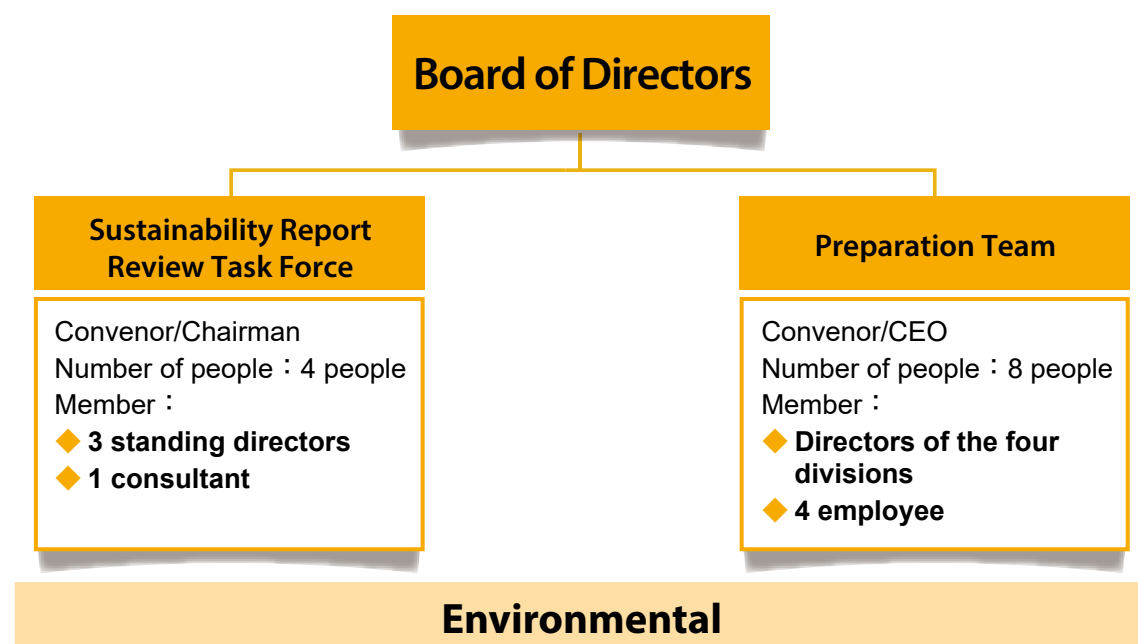 Board of Directors
Sustainability Report
Review Task Force
Convenor/Chairman
Number of people：4 people
Member：
◆ 3 standing directors
◆ 1 consultant
Preparation Team
Convenor/CEO
Number of people：8 people
Member：
◆ Directors of the four
divisions
◆ 4 employee
Environmental